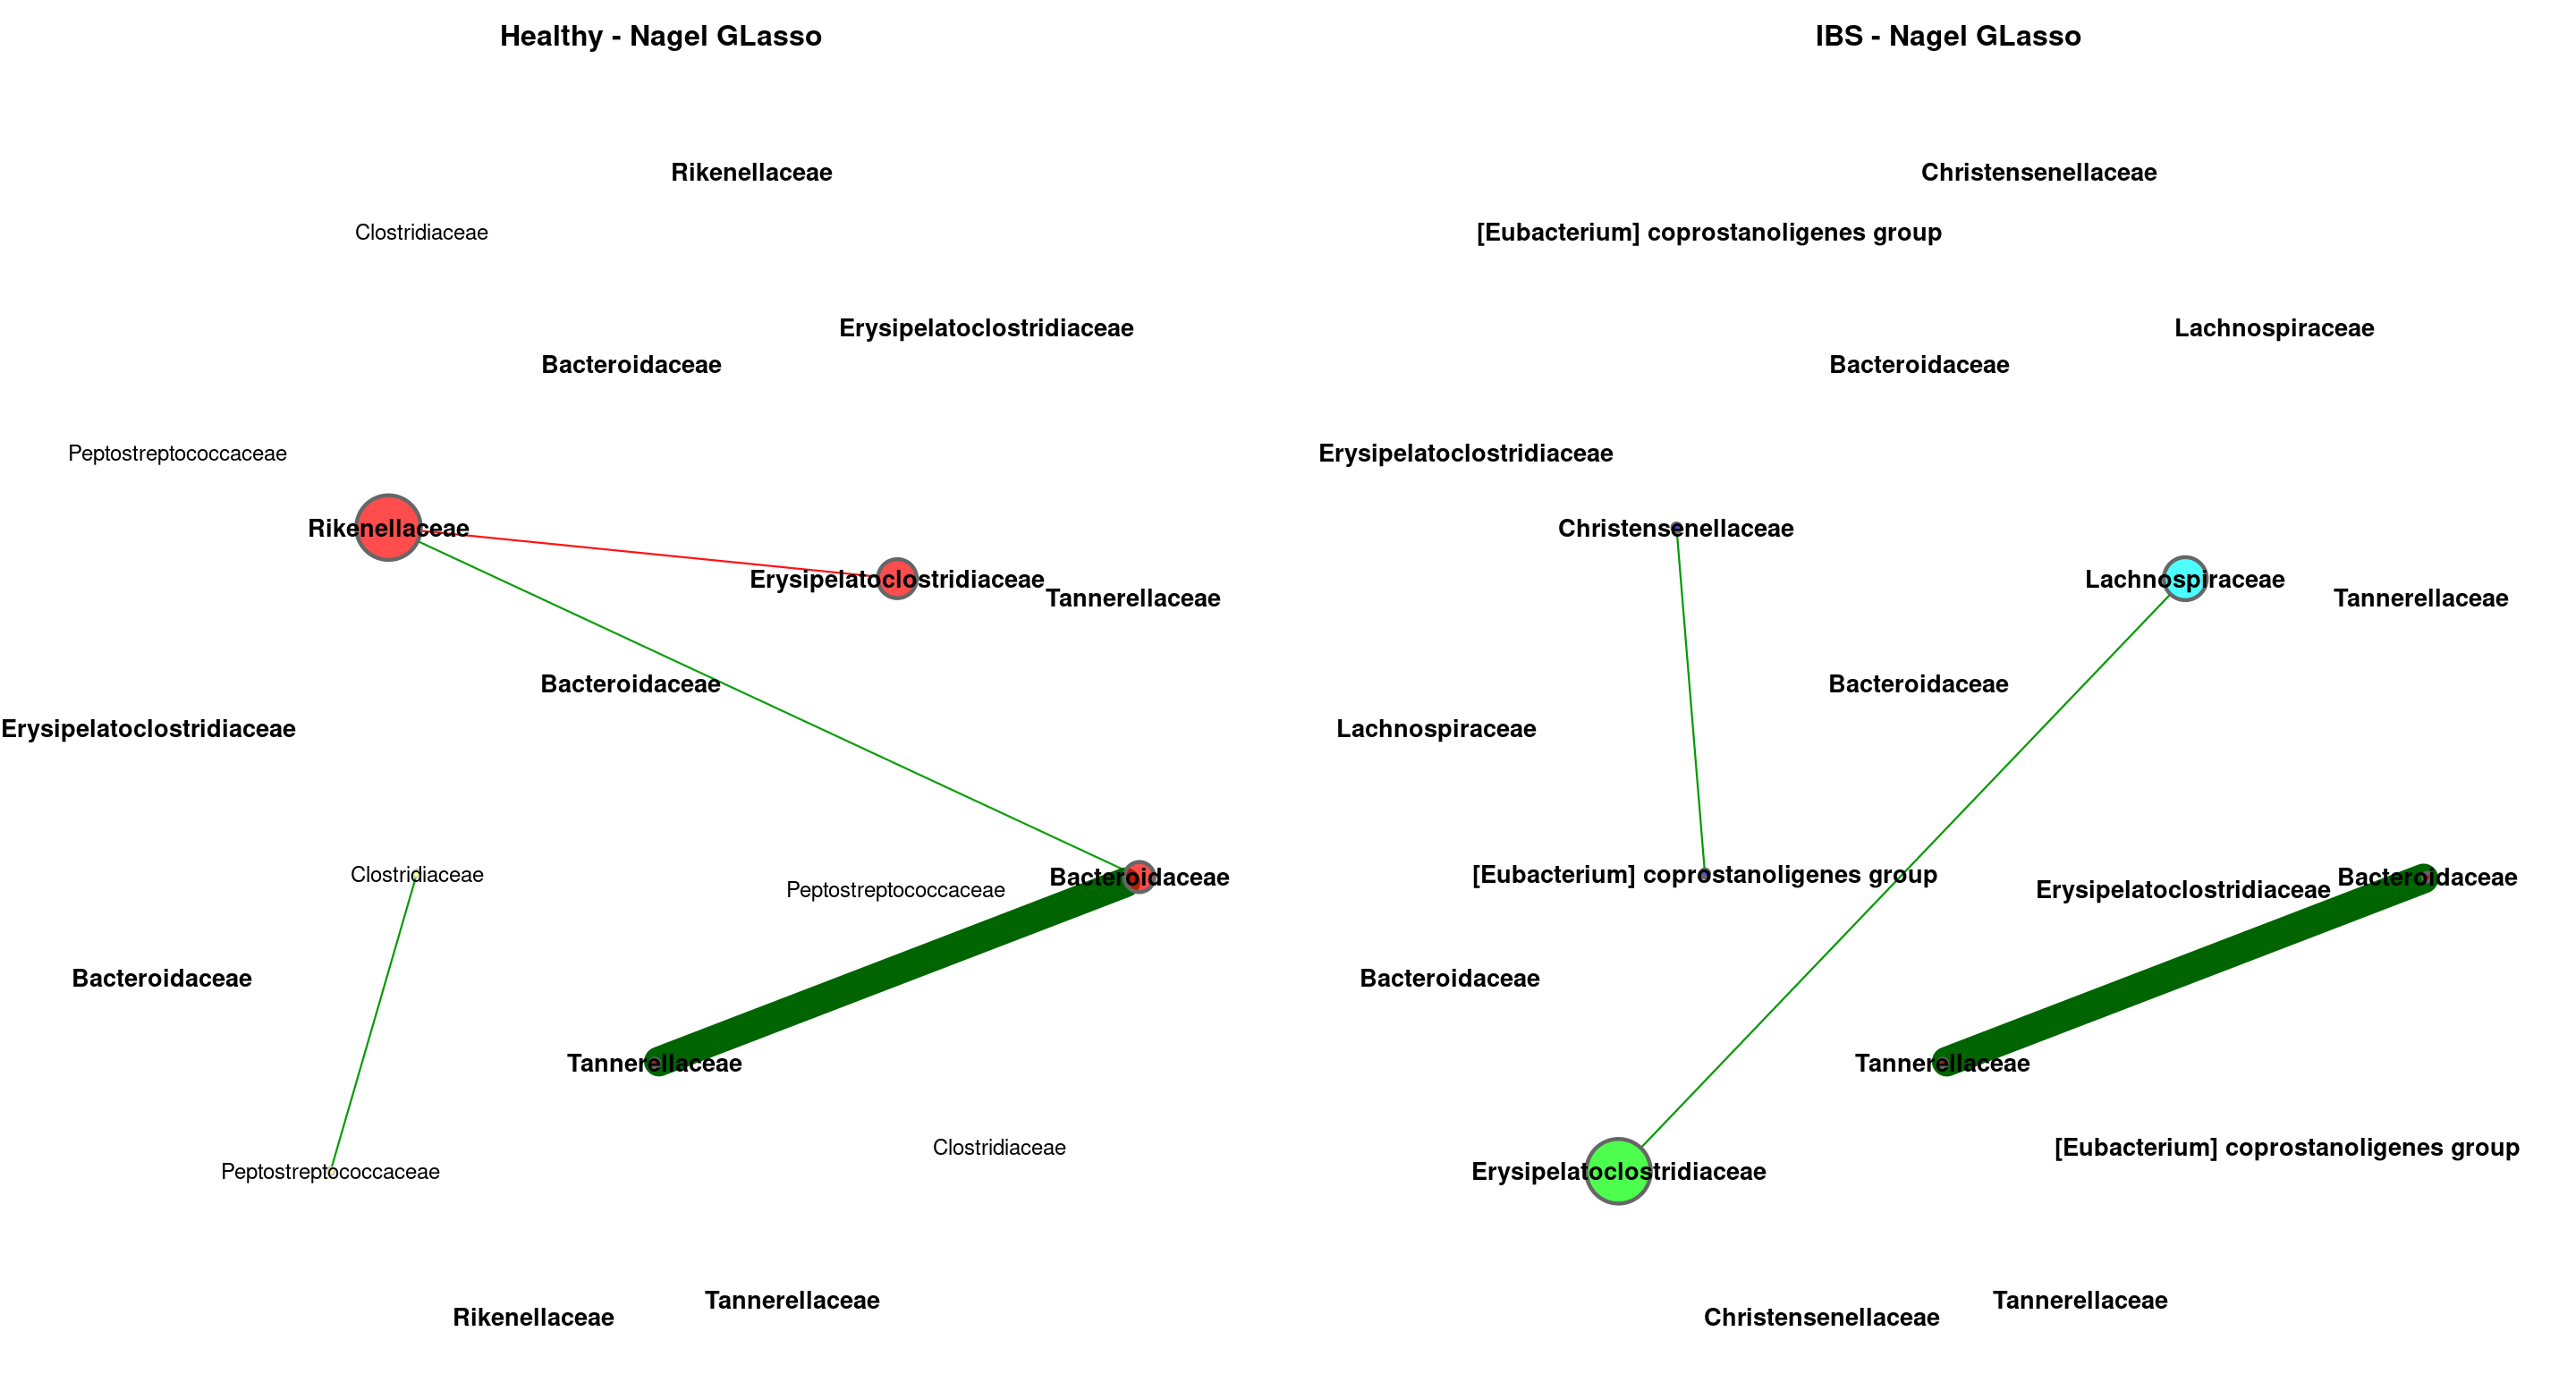 Healthy - Nagel GLasso
Rikenellaceae
Clostridiaceae
Erysipelatoclostridiaceae
Bacteroidaceae
Peptostreptococcaceae
Rikenellaceae
Erysipelatoclostridiaceae
Tannerellaceae
Bacteroidaceae
Erysipelatoclostridiaceae
Clostridiaceae
Bacteroidaceae
Peptostreptococcaceae
Bacteroidaceae
Tannerellaceae
Clostridiaceae
Peptostreptococcaceae
Tannerellaceae
Rikenellaceae
IBS - Nagel GLasso
Christensenellaceae
[Eubacterium] coprostanoligenes group
Lachnospiraceae
Bacteroidaceae
Erysipelatoclostridiaceae
Christensenellaceae
Lachnospiraceae
Tannerellaceae
Bacteroidaceae
Lachnospiraceae
[Eubacterium] coprostanoligenes group
Bacteroidaceae
Erysipelatoclostridiaceae
Bacteroidaceae
Tannerellaceae
[Eubacterium] coprostanoligenes group
Erysipelatoclostridiaceae
Tannerellaceae
Christensenellaceae